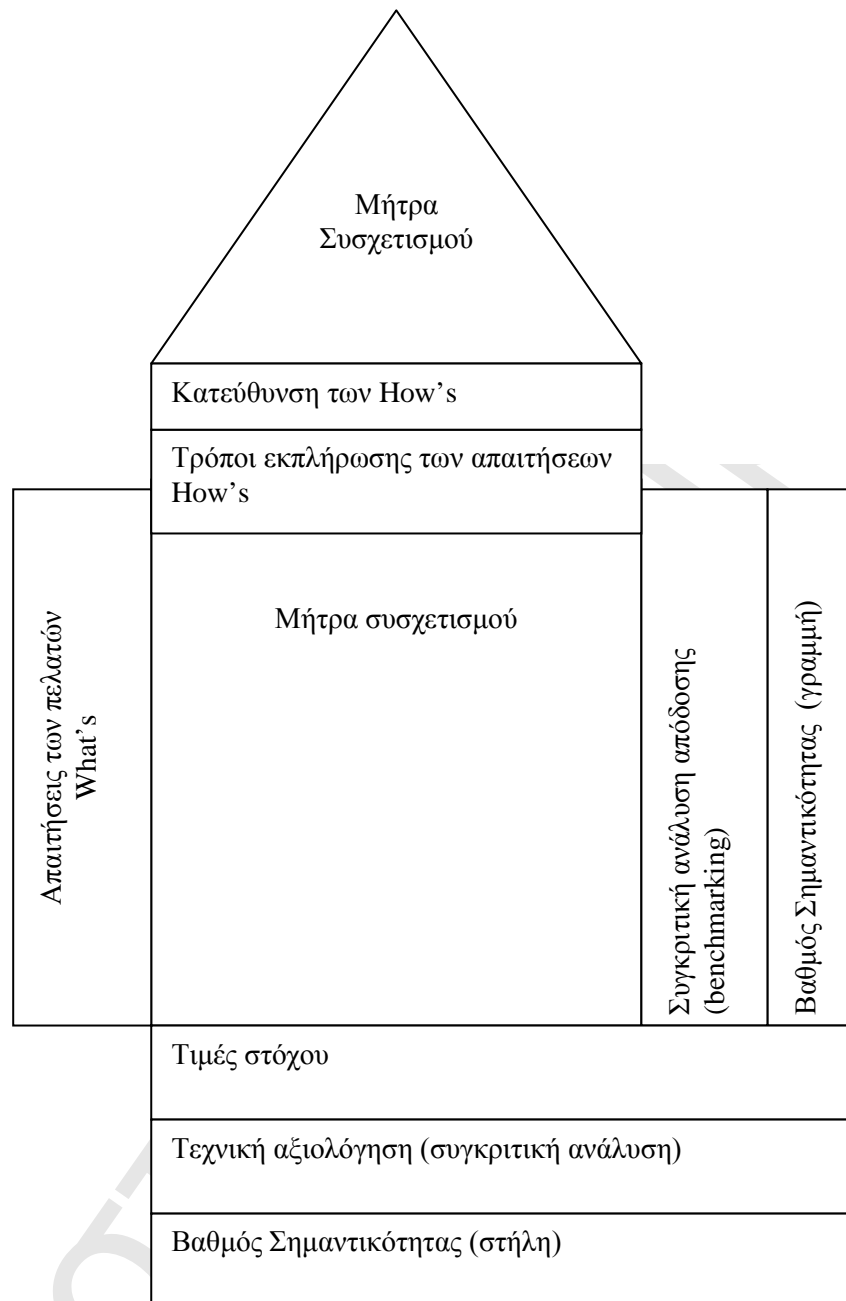 Μήτρα
Συσχετισμού
Κατεύθυνση των How’s
Τρόποι εκπλήρωσης των απαιτήσεων
How’s
Απαιτήσεις των πελατών
What’s
Μήτρα συσχετισμού
Συγκριτική ανάλυση απόδοσης
(benchmarking)
Βαθμός Σημαντικότητας (γραμμή)
Τιμές στόχου
Τεχνική αξιολόγηση (συγκριτική ανάλυση)
Βαθμός Σημαντικότητας (στήλη)